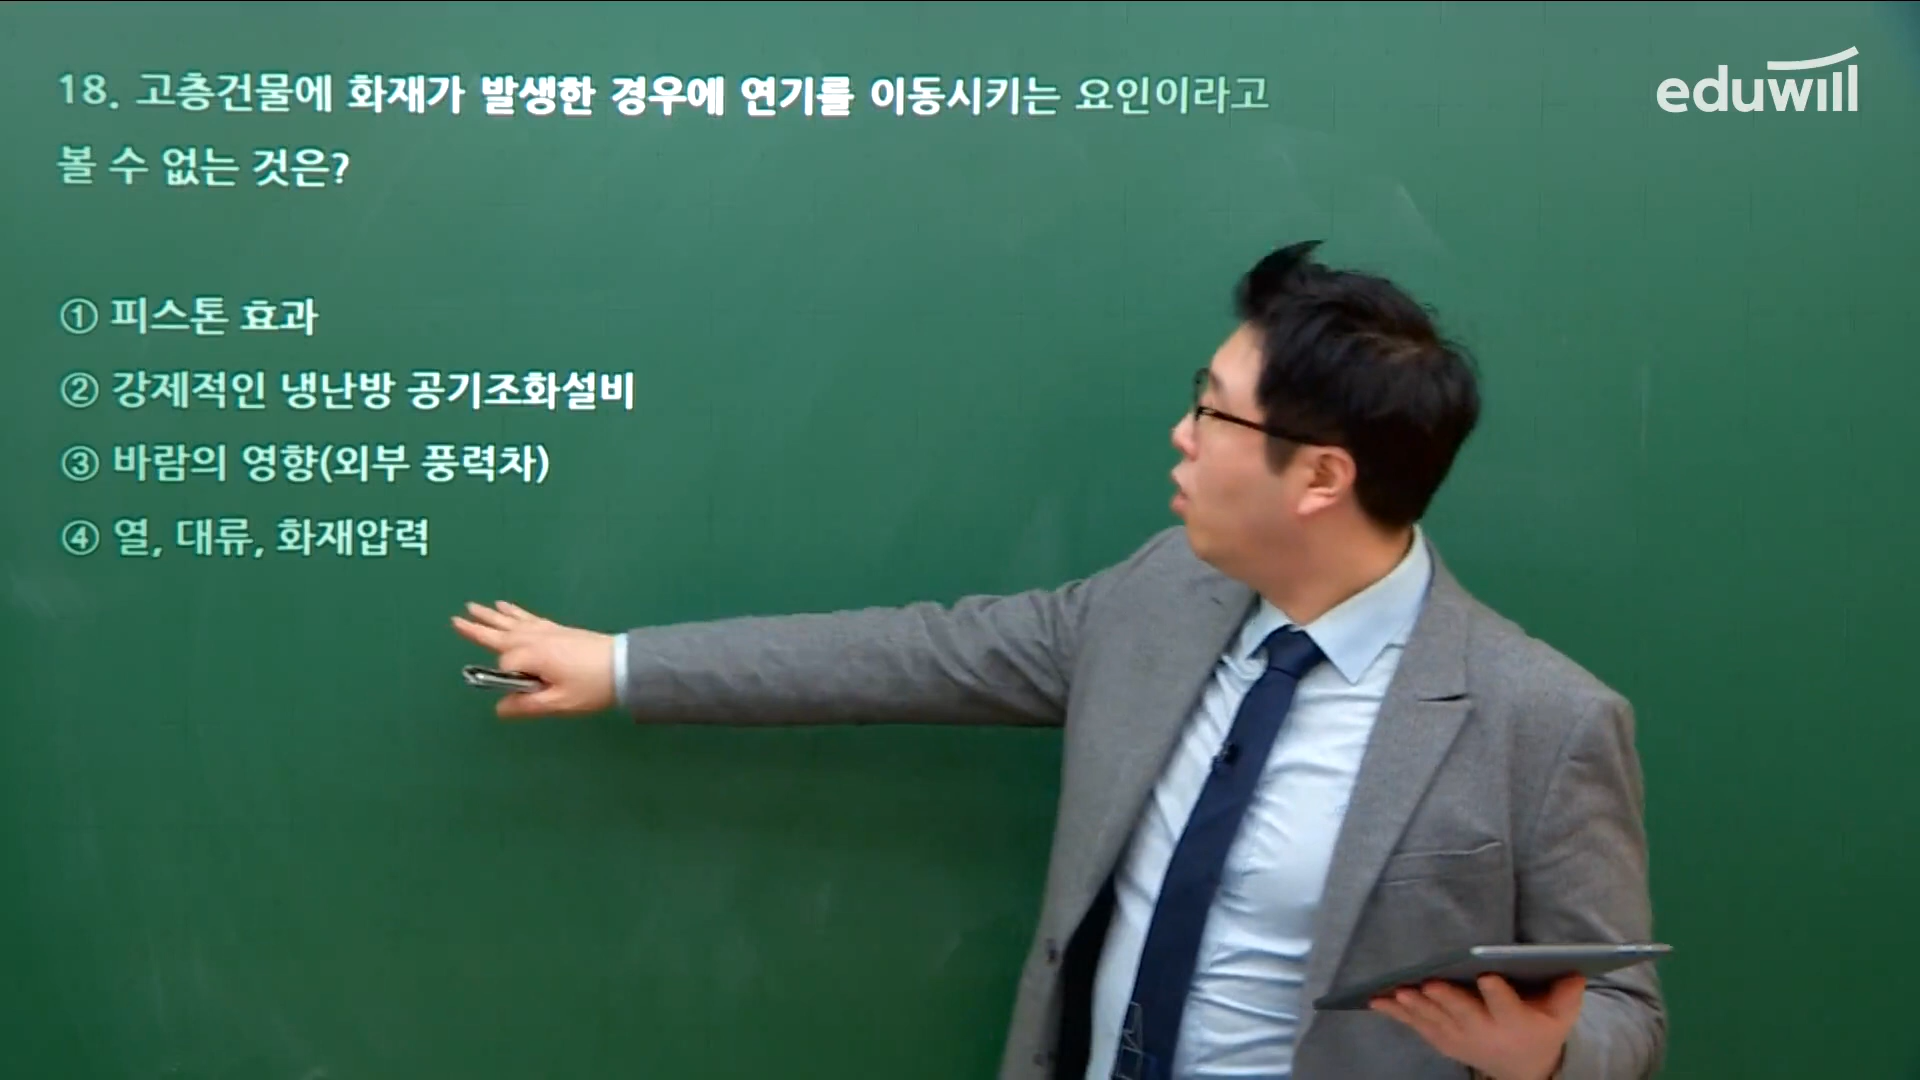 eduwill
18. 고층건물에 화재가 발생한 경우에 연기를 이동시키는 요인이라고
볼 수 없는 것은?
① 피스톤 효과
② 강제적인 냉난방 공기조화설비
③ 바람의 영향(외부 풍력차)
④ 열, 대류, 화재압력